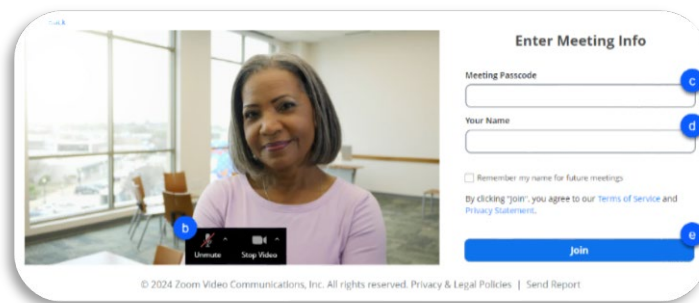 Enter Meeting Info
Meeting Passcode
c
Your Name
d
Remember my name for future meetings
By clicking "Join", you agree to our Terms of Service and
Privacy Statement.
b
Unmute Stop Video
e
Join
© 2024 Zoom Video Communications, Inc. All rights reserved. Privacy & Legal Policies | Send Report